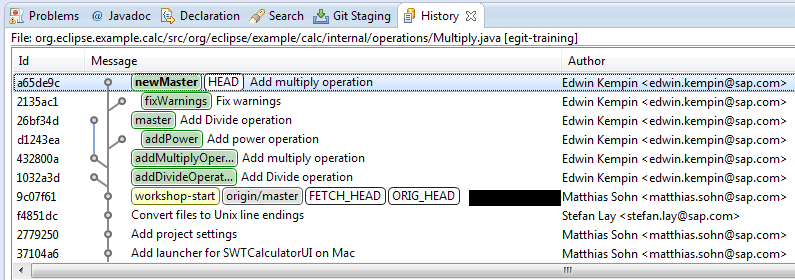 Problems @ Javadoc Declaration Search Git Staging History
File: org.eclipse.example.calc/src/org/eclipse/example/calc/internal/operations/Multiply.java [egit-training]
Id Message Author
a65de9c newMaster HEAD Add multiply operation Edwin Kempin <edwin.kempin@sap.com>
2135ac1 fixWarnings Fix warnings Edwin Kempin <edwin.kempin@sap.com>
26bf34d master Add Divide operation Edwin Kempin <edwin.kempin@sap.com>
d1243ea addPower Add power operation Edwin Kempin <edwin.kempin@sap.com>
432800a addMultiplyOper... Add multiply operation Edwin Kempin <edwin.kempin@sap.com>
1032a3d addDivideOperat... Add Divide operation Edwin Kempin <edwin.kempin@sap.com>
9c07f61 workshop-start origin/master FETCH_HEAD ORIG_HEAD Matthias Sohn <matthias.sohn@sap.com>
f4851dc Convert files to Unix line endings Stefan Lay <stefan.lay@sap.com>
2779250 Add project settings Matthias Sohn <matthias.sohn@sap.com>
37104a6 Add launcher for SWTCalculatorUI on Mac Matthias Sohn <matthias.sohn@sap.com>